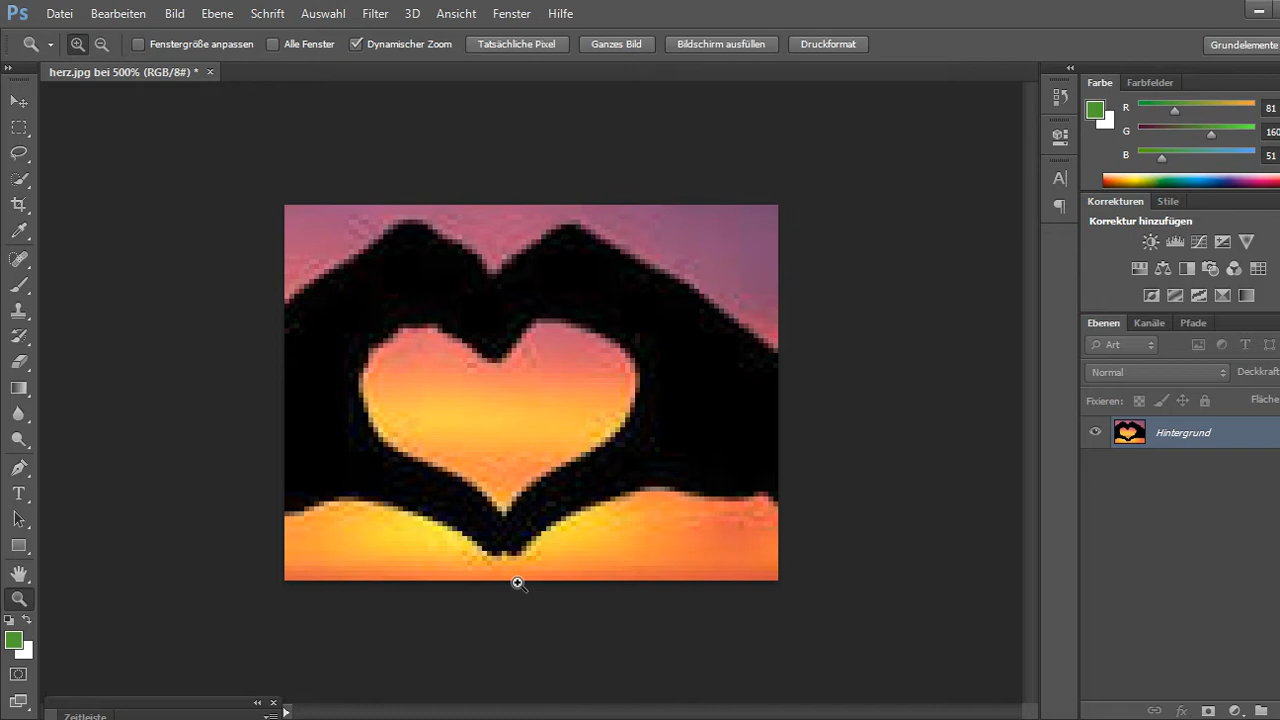 Ps Datei Bearbeiten Bild Ebene Schrift Auswahl Filter 3D Ansicht Fenster Hilfe
Fenstergröße anpassen Alle Fenster Dynamischer Zoom Tatsächliche Pixel Ganzes Bild Bildschirm ausfüllen Druckformat Grundelemente
herz.jpg bei 500% (RGB/8#) * ×
Farbe Farbfelder
R 81
G 160
B 51
Korrekturen Stile
Korrektur hinzufügen
Ebenen Kanäle Pfade
Art
Normal Deckkraft
Fixieren: Fläche
Hintergrund
Zeitleiste